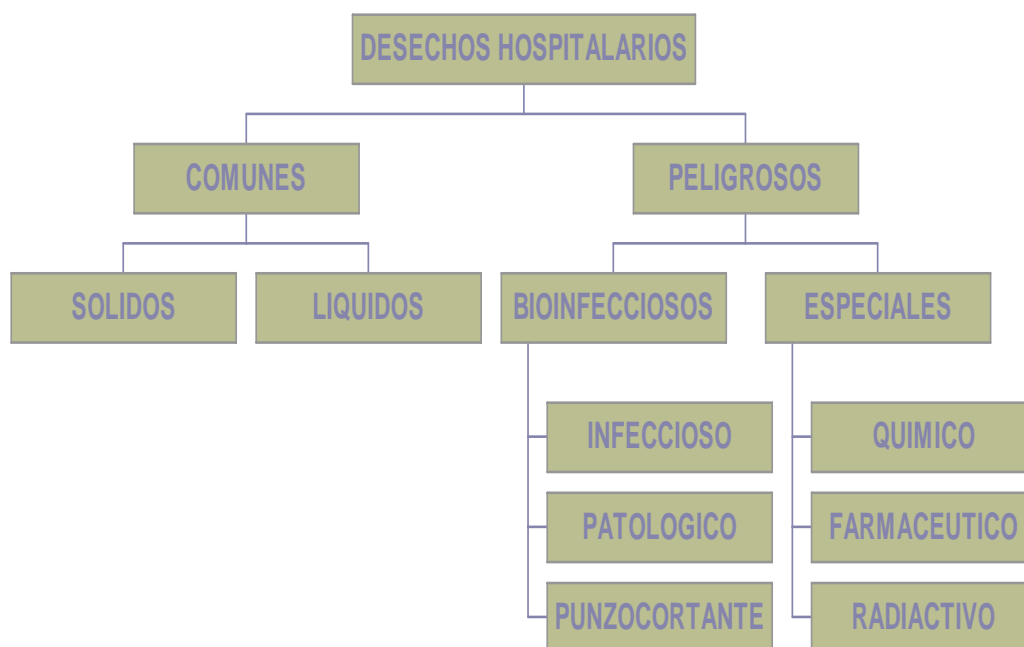 DESECHOS HOSPITALARIOS
COMUNES
PELIGROSOS
SOLIDOS
LIQUIDOS
BIOINFECCIOSOS
ESPECIALES
INFECCIOSO
QUIMICO
PATOLOGICO
FARMACEUTICO
PUNZOCORTANTE
RADIACTIVO